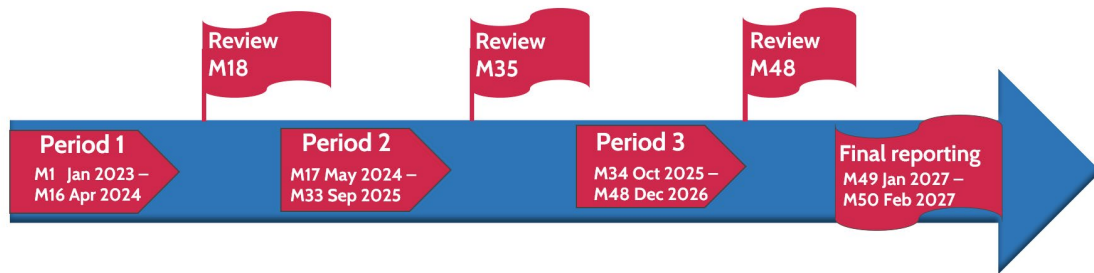 Review
M18
Review
M35
Review
M48
Period 1
M1 Jan 2023 –
M16 Apr 2024
Period 2
M17 May 2024 –
M33 Sep 2025
Period 3
M34 Oct 2025 –
M48 Dec 2026
Final reporting
M49 Jan 2027 –
M50 Feb 2027